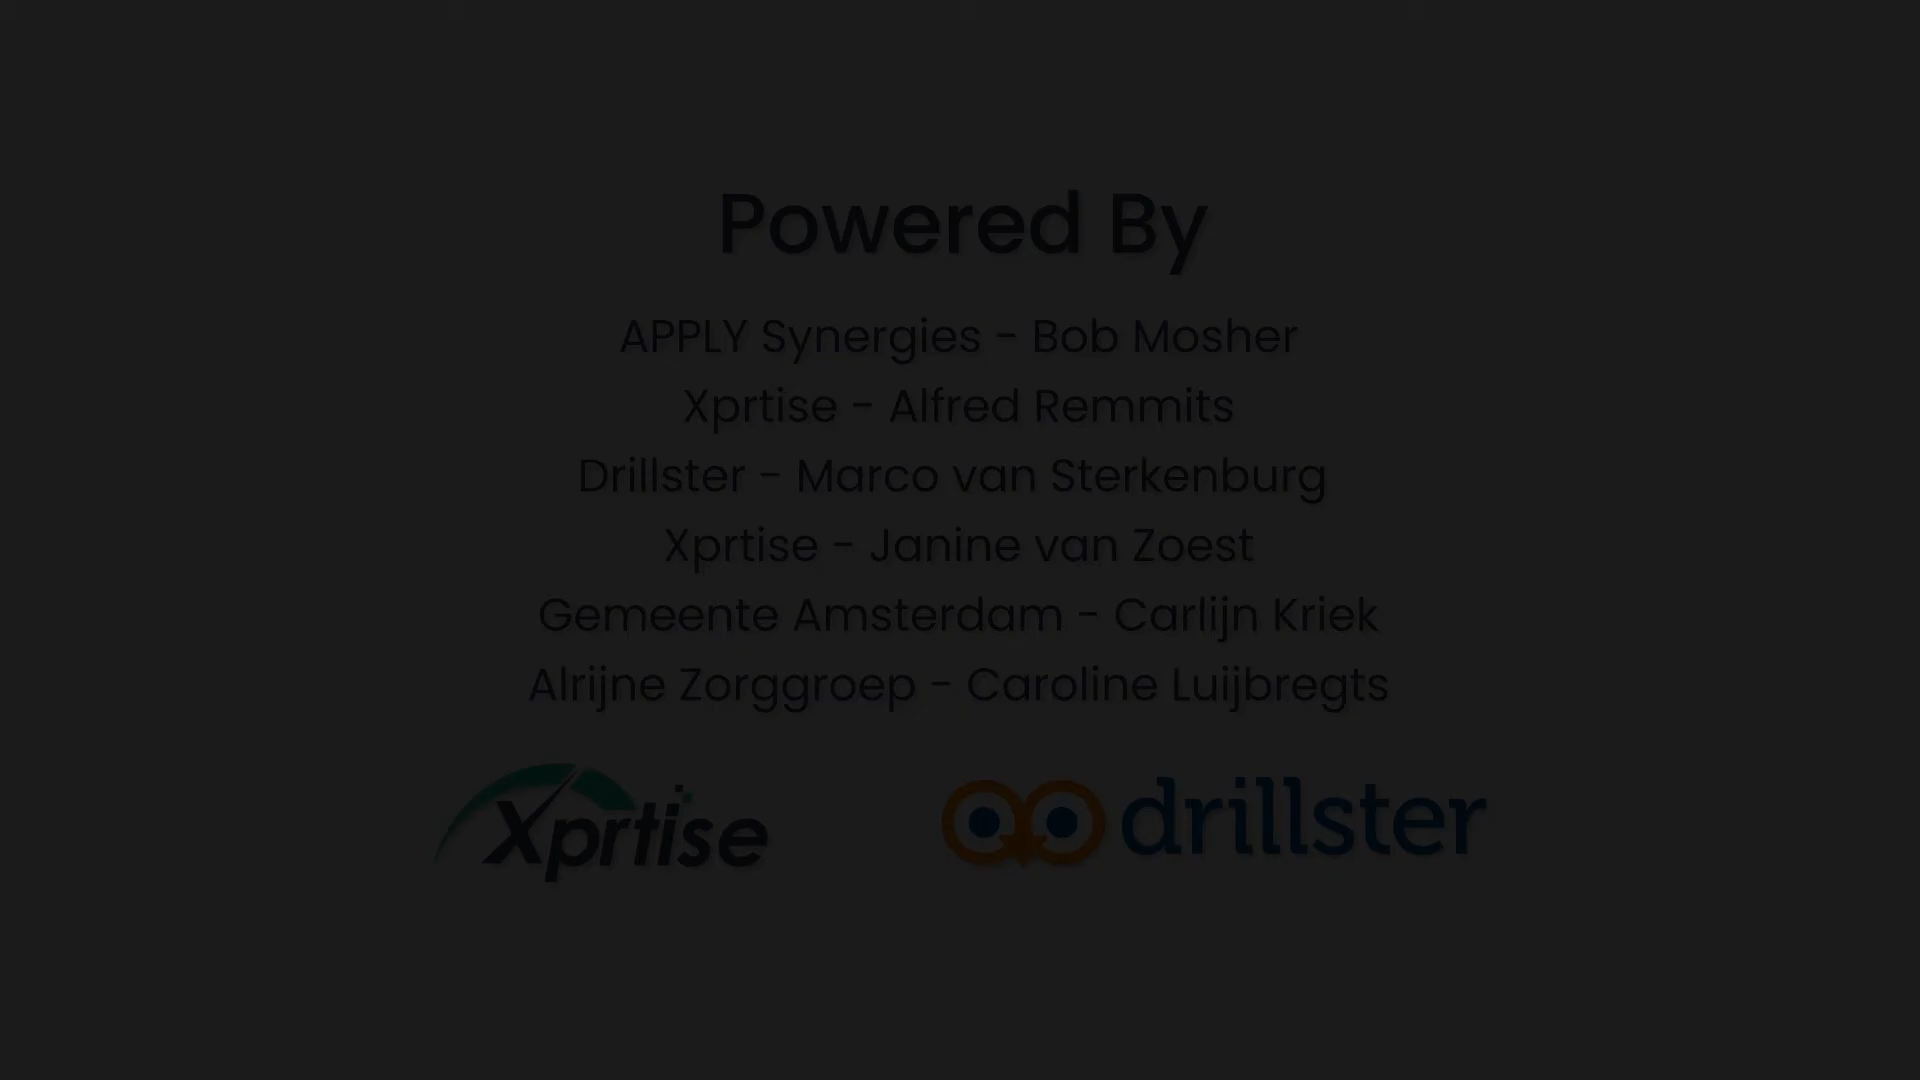 Powered By
APPLY Synergies - Bob Mosher
Xprtise - Alfred Remmits
Drillster - Marco van Sterkenburg
Xprtise - Janine van Zoest
Gemeente Amsterdam - Carlijn Kriek
Alrijne Zorggroep - Caroline Luijbregts
Xprtise
drillster